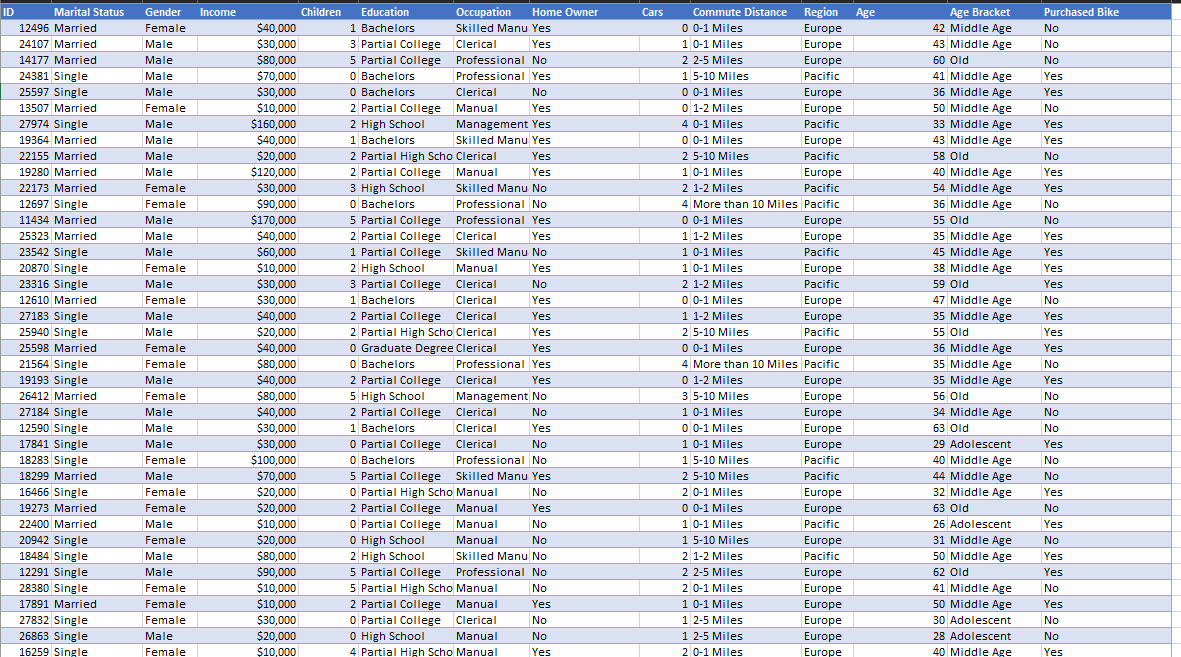 ID Marital Status Gender Income Children Education Occupation Home Owner Cars Commute Distance Region Age Age Bracket Purchased Bike
12496 Married Female $40,000 1 Bachelors Skilled Manu Yes 0 0-1 Miles Europe 42 Middle Age No
24107 Married Male $30,000 3 Partial College Clerical Yes 1 0-1 Miles Europe 43 Middle Age No
14177 Married Male $80,000 5 Partial College Professional No 2 2-5 Miles Europe 60 Old No
24381 Single Male $70,000 0 Bachelors Professional Yes 1 5-10 Miles Pacific 41 Middle Age Yes
25597 Single Male $30,000 0 Bachelors Clerical No 0 0-1 Miles Europe 36 Middle Age Yes
13507 Married Female $10,000 2 Partial College Manual Yes 0 1-2 Miles Europe 50 Middle Age No
27974 Single Male $160,000 2 High School Management Yes 4 0-1 Miles Pacific 33 Middle Age Yes
19364 Married Male $40,000 1 Bachelors Skilled Manu Yes 0 0-1 Miles Europe 43 Middle Age Yes
22155 Married Male $20,000 2 Partial High Scho Clerical Yes 2 5-10 Miles Pacific 58 Old No
19280 Married Male $120,000 2 Partial College Manual Yes 1 0-1 Miles Europe 40 Middle Age Yes
22173 Married Female $30,000 3 High School Skilled Manu No 2 1-2 Miles Pacific 54 Middle Age Yes
12697 Single Female $90,000 0 Bachelors Professional No 4 More than 10 Miles Pacific 36 Middle Age No
11434 Married Male $170,000 5 Partial College Professional Yes 0 0-1 Miles Europe 55 Old No
25323 Married Male $40,000 2 Partial College Clerical Yes 1 1-2 Miles Europe 35 Middle Age Yes
23542 Single Male $60,000 1 Partial College Skilled Manu No 1 0-1 Miles Pacific 45 Middle Age Yes
20870 Single Female $10,000 2 High School Manual Yes 1 0-1 Miles Europe 38 Middle Age Yes
23316 Single Male $30,000 3 Partial College Clerical No 2 1-2 Miles Pacific 59 Old Yes
12610 Married Female $30,000 1 Bachelors Clerical Yes 0 0-1 Miles Europe 47 Middle Age No
27183 Single Male $40,000 2 Partial College Clerical Yes 1 1-2 Miles Europe 35 Middle Age Yes
25940 Single Male $20,000 2 Partial High Scho Clerical Yes 2 5-10 Miles Pacific 55 Old Yes
25598 Married Female $40,000 0 Graduate Degree Clerical Yes 0 0-1 Miles Europe 36 Middle Age Yes
21564 Single Female $80,000 0 Bachelors Professional Yes 4 More than 10 Miles Pacific 35 Middle Age No
19193 Single Male $40,000 2 Partial College Clerical Yes 0 1-2 Miles Europe 35 Middle Age Yes
26412 Married Female $80,000 5 High School Management No 3 5-10 Miles Europe 56 Old No
27184 Single Male $40,000 2 Partial College Clerical No 1 0-1 Miles Europe 34 Middle Age No
12590 Single Male $30,000 1 Bachelors Clerical Yes 0 0-1 Miles Europe 63 Old No
17841 Single Male $30,000 0 Partial College Clerical No 1 0-1 Miles Europe 29 Adolescent Yes
18283 Single Female $100,000 0 Bachelors Professional No 1 5-10 Miles Pacific 40 Middle Age No
18299 Married Male $70,000 5 Partial College Skilled Manu Yes 2 5-10 Miles Pacific 44 Middle Age No
16466 Single Female $20,000 0 Partial High Scho Manual No 2 0-1 Miles Europe 32 Middle Age Yes
19273 Married Female $20,000 2 Partial College Manual Yes 0 0-1 Miles Europe 63 Old No
22400 Married Male $10,000 0 Partial College Manual No 1 0-1 Miles Pacific 26 Adolescent Yes
20942 Single Female $20,000 0 High School Manual No 1 5-10 Miles Europe 31 Middle Age No
18484 Single Male $80,000 2 High School Skilled Manu No 2 1-2 Miles Pacific 50 Middle Age Yes
12291 Single Male $90,000 5 Partial College Professional No 2 2-5 Miles Europe 62 Old Yes
28380 Single Female $10,000 5 Partial High Scho Manual No 2 0-1 Miles Europe 41 Middle Age No
17891 Married Female $10,000 2 Partial College Manual Yes 1 0-1 Miles Europe 50 Middle Age Yes
27832 Single Female $30,000 0 Partial College Clerical No 1 2-5 Miles Europe 30 Adolescent No
26863 Single Male $20,000 0 High School Manual No 1 2-5 Miles Europe 28 Adolescent No
16259 Single Female $10,000 4 Partial High Scho Manual Yes 2 0-1 Miles Europe 40 Middle Age Yes